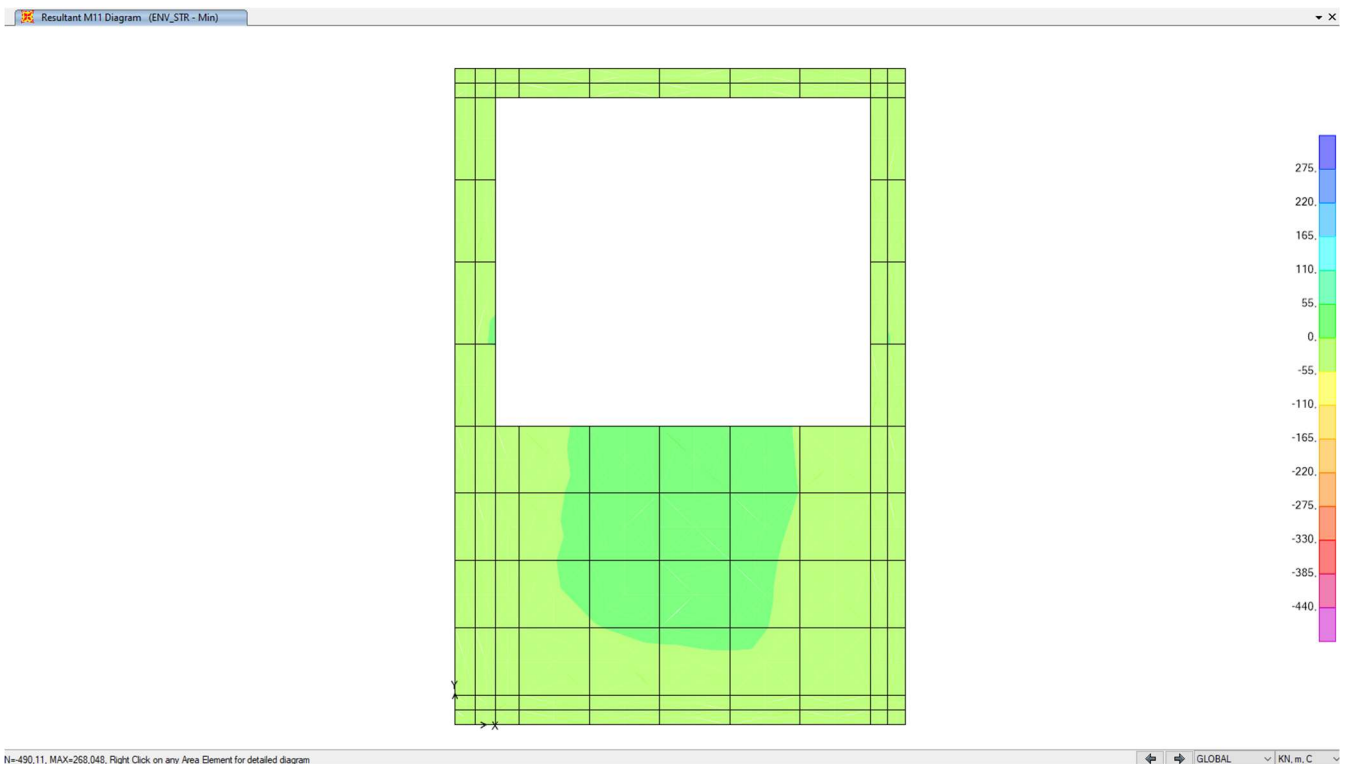 Resultant M11 Diagram (ENV_STR - Min)
275,
220,
165,
110,
55,
0,
-55,
-110,
-165,
-220,
-275,
-330,
-385,
-440,
Y
X
N=-490,11, MAX=268,048, Right Click on any Area Element for detailed diagram
GLOBAL
KN, m, C